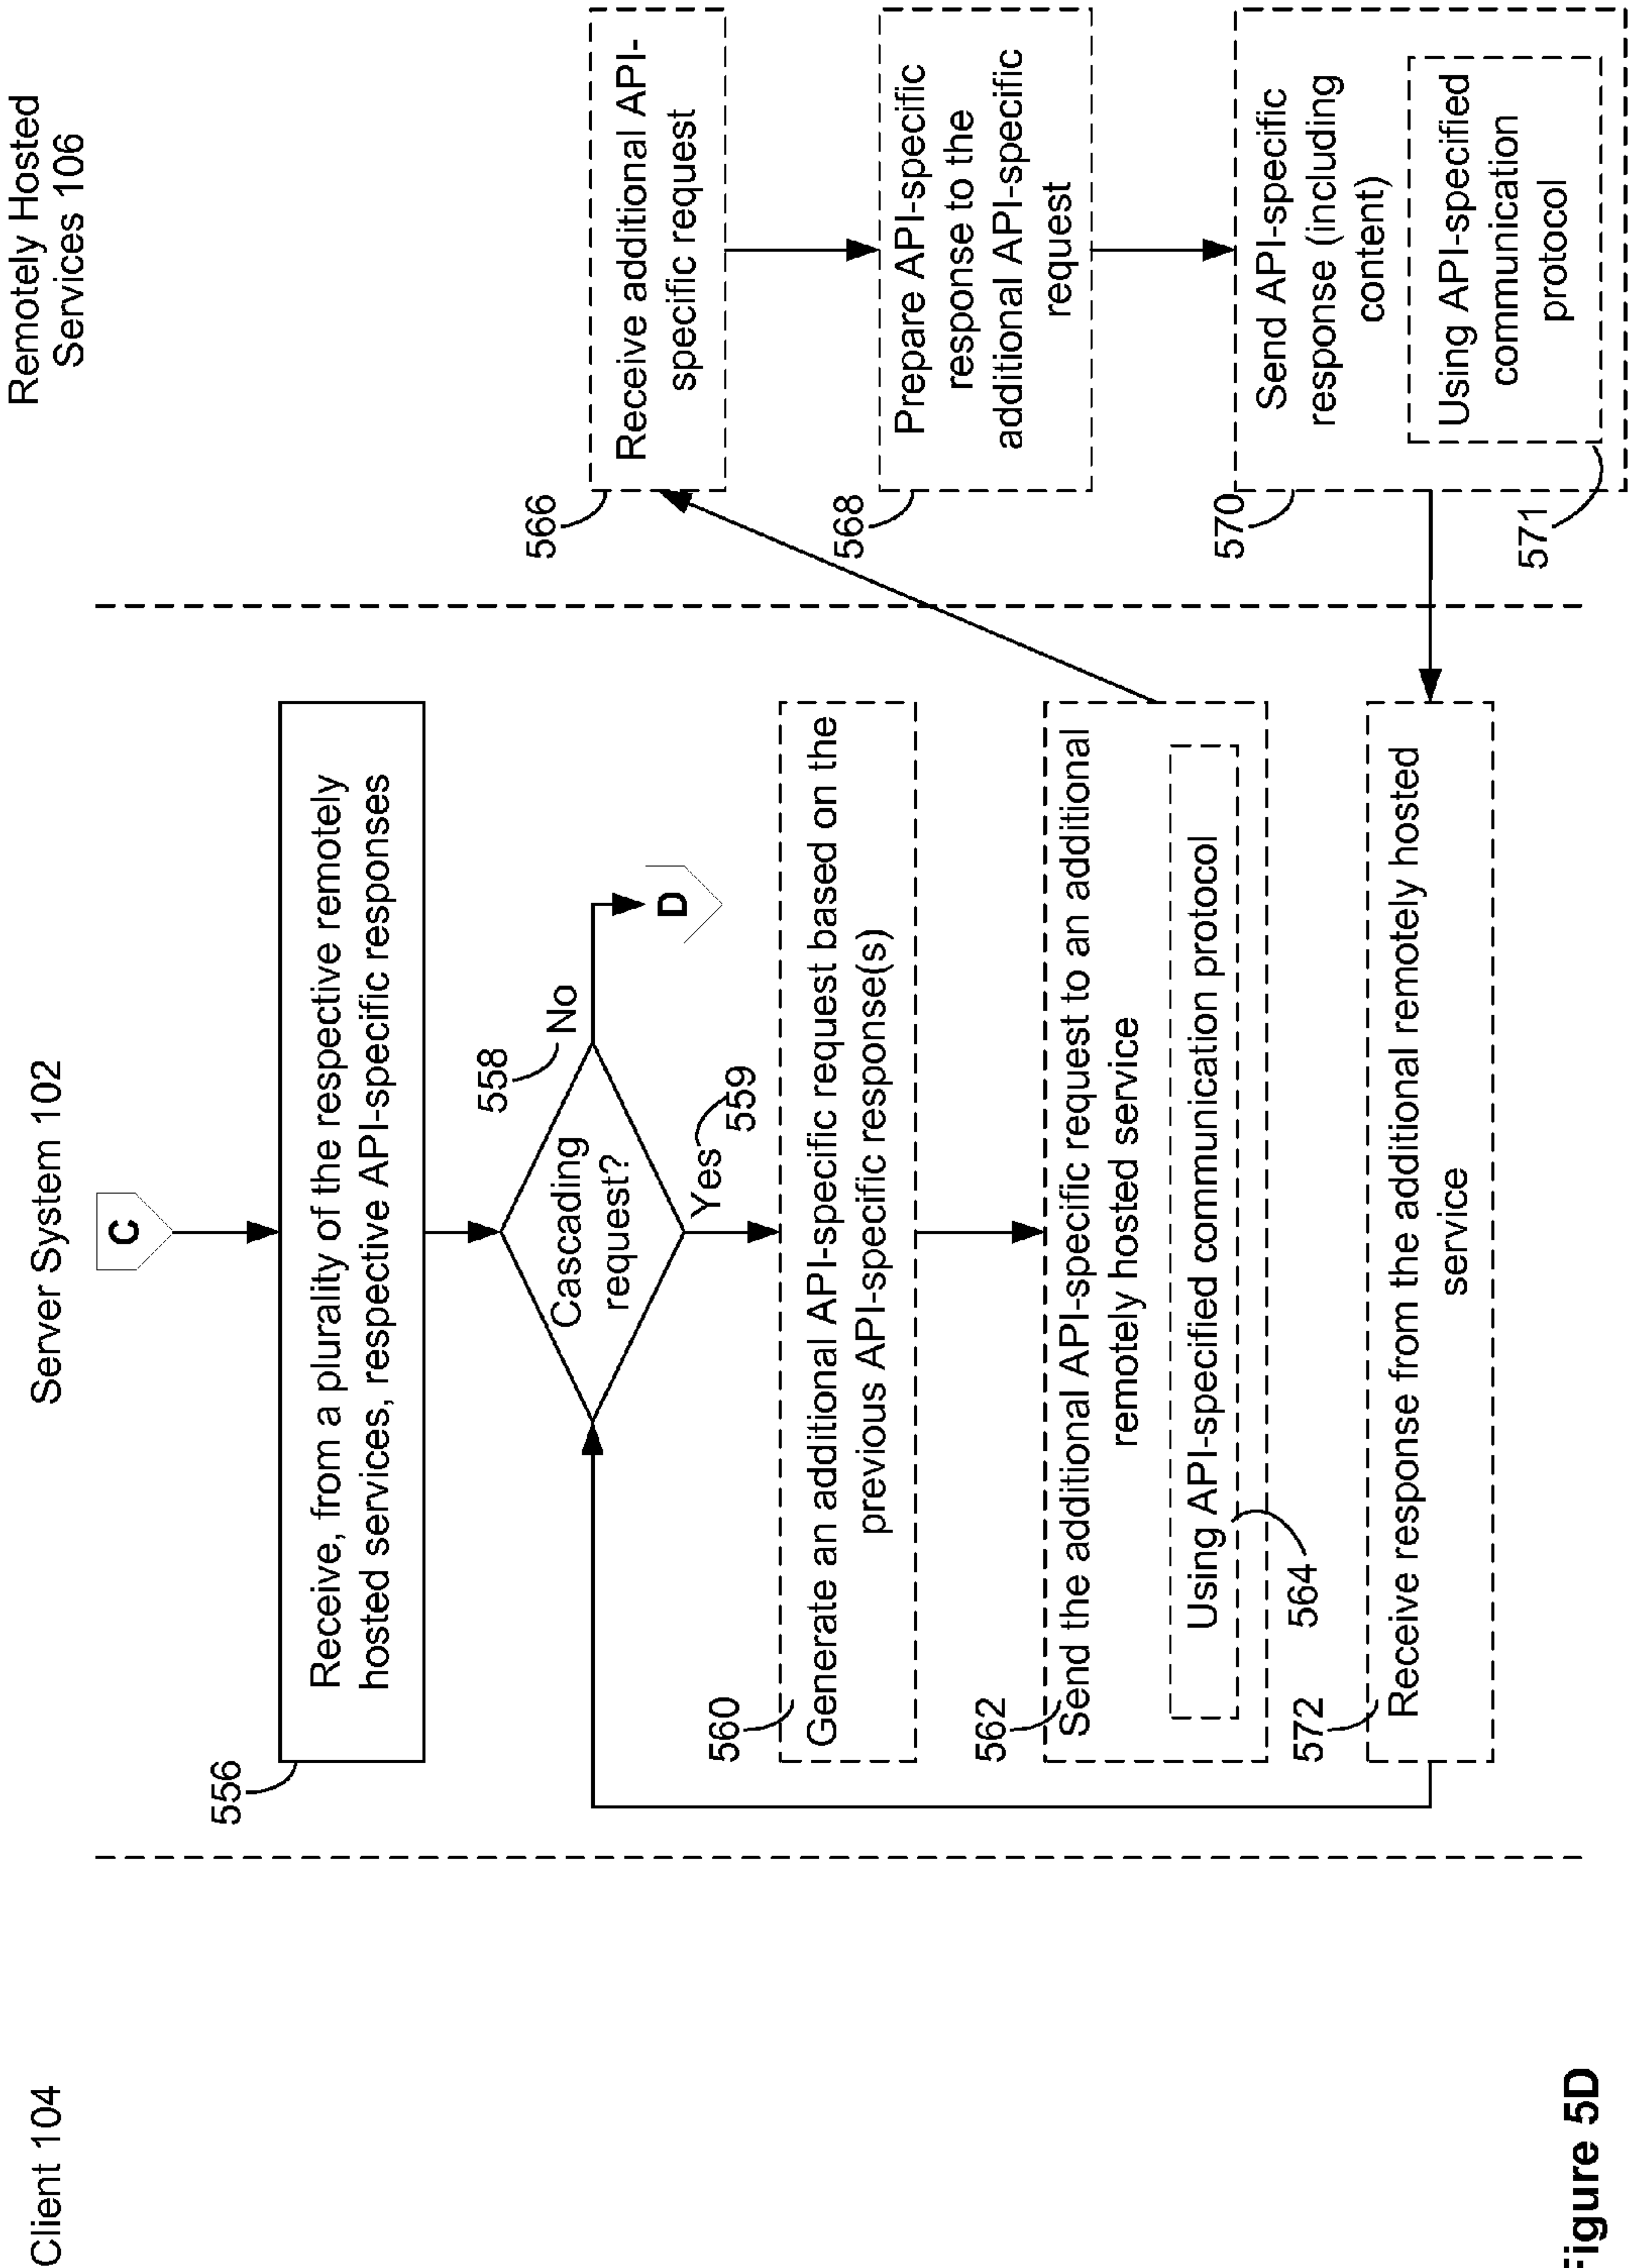 Client 104
Server System 102
Remotely Hosted
Services 106
C
556
Receive, from a plurality of the respective remotely
hosted services, respective API-specific responses
Cascading
request?
558
No
D
Yes
559
560
Generate an additional API-specific request based on the
previous API-specific response(s)
562
Send the additional API-specific request to an additional
remotely hosted service
Using API-specified communication protocol
564
566
Receive additional API-
specific request
568
Prepare API-specific
response to the
additional API-specific
request
570
Send API-specific
response (including
content)
Using API-specified
communication
protocol
571
572
Receive response from the additional remotely hosted
service
Figure 5D